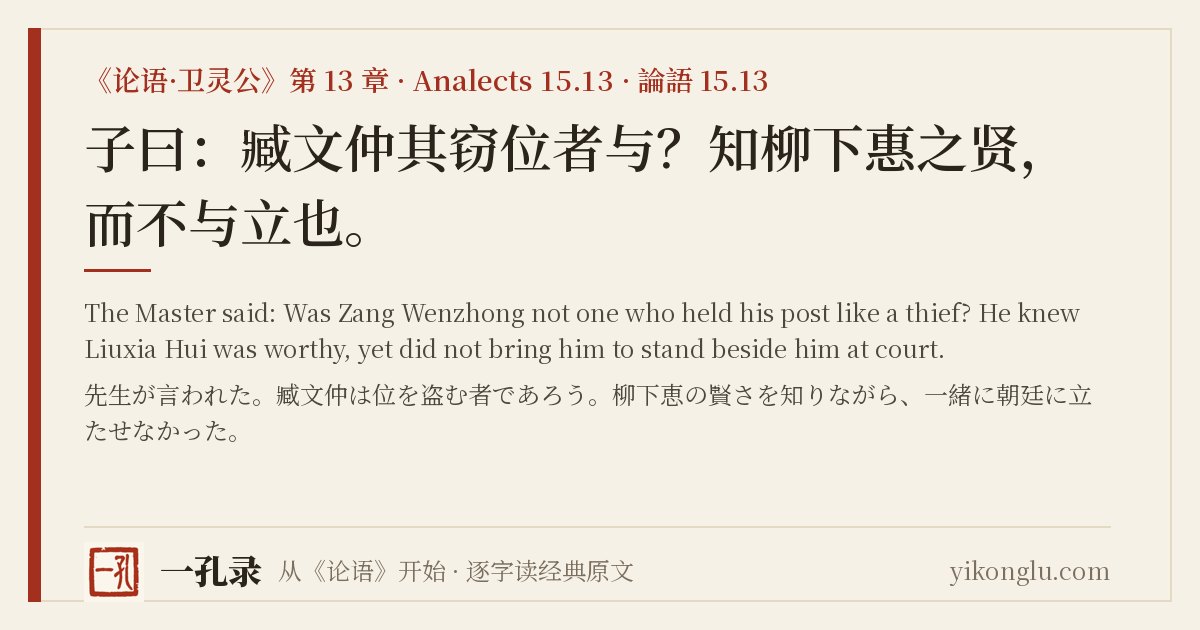 《论语·卫灵公》第 13 章 · Analects 15.13 · 論語 15.13
子曰：臧文仲其窃位者与？知柳下惠之贤，
而不与立也。
The Master said: Was Zang Wenzhong not one who held his post like a thief? He knew
Liuxia Hui was worthy, yet did not bring him to stand beside him at court.
先生が言われた。臧文仲は位を盗む者であろう。柳下恵の賢さを知りながら、一緒に朝廷に立
たせなかった。
一孔
一孔录 从《论语》开始 · 逐字读经典原文 yikonglu.com